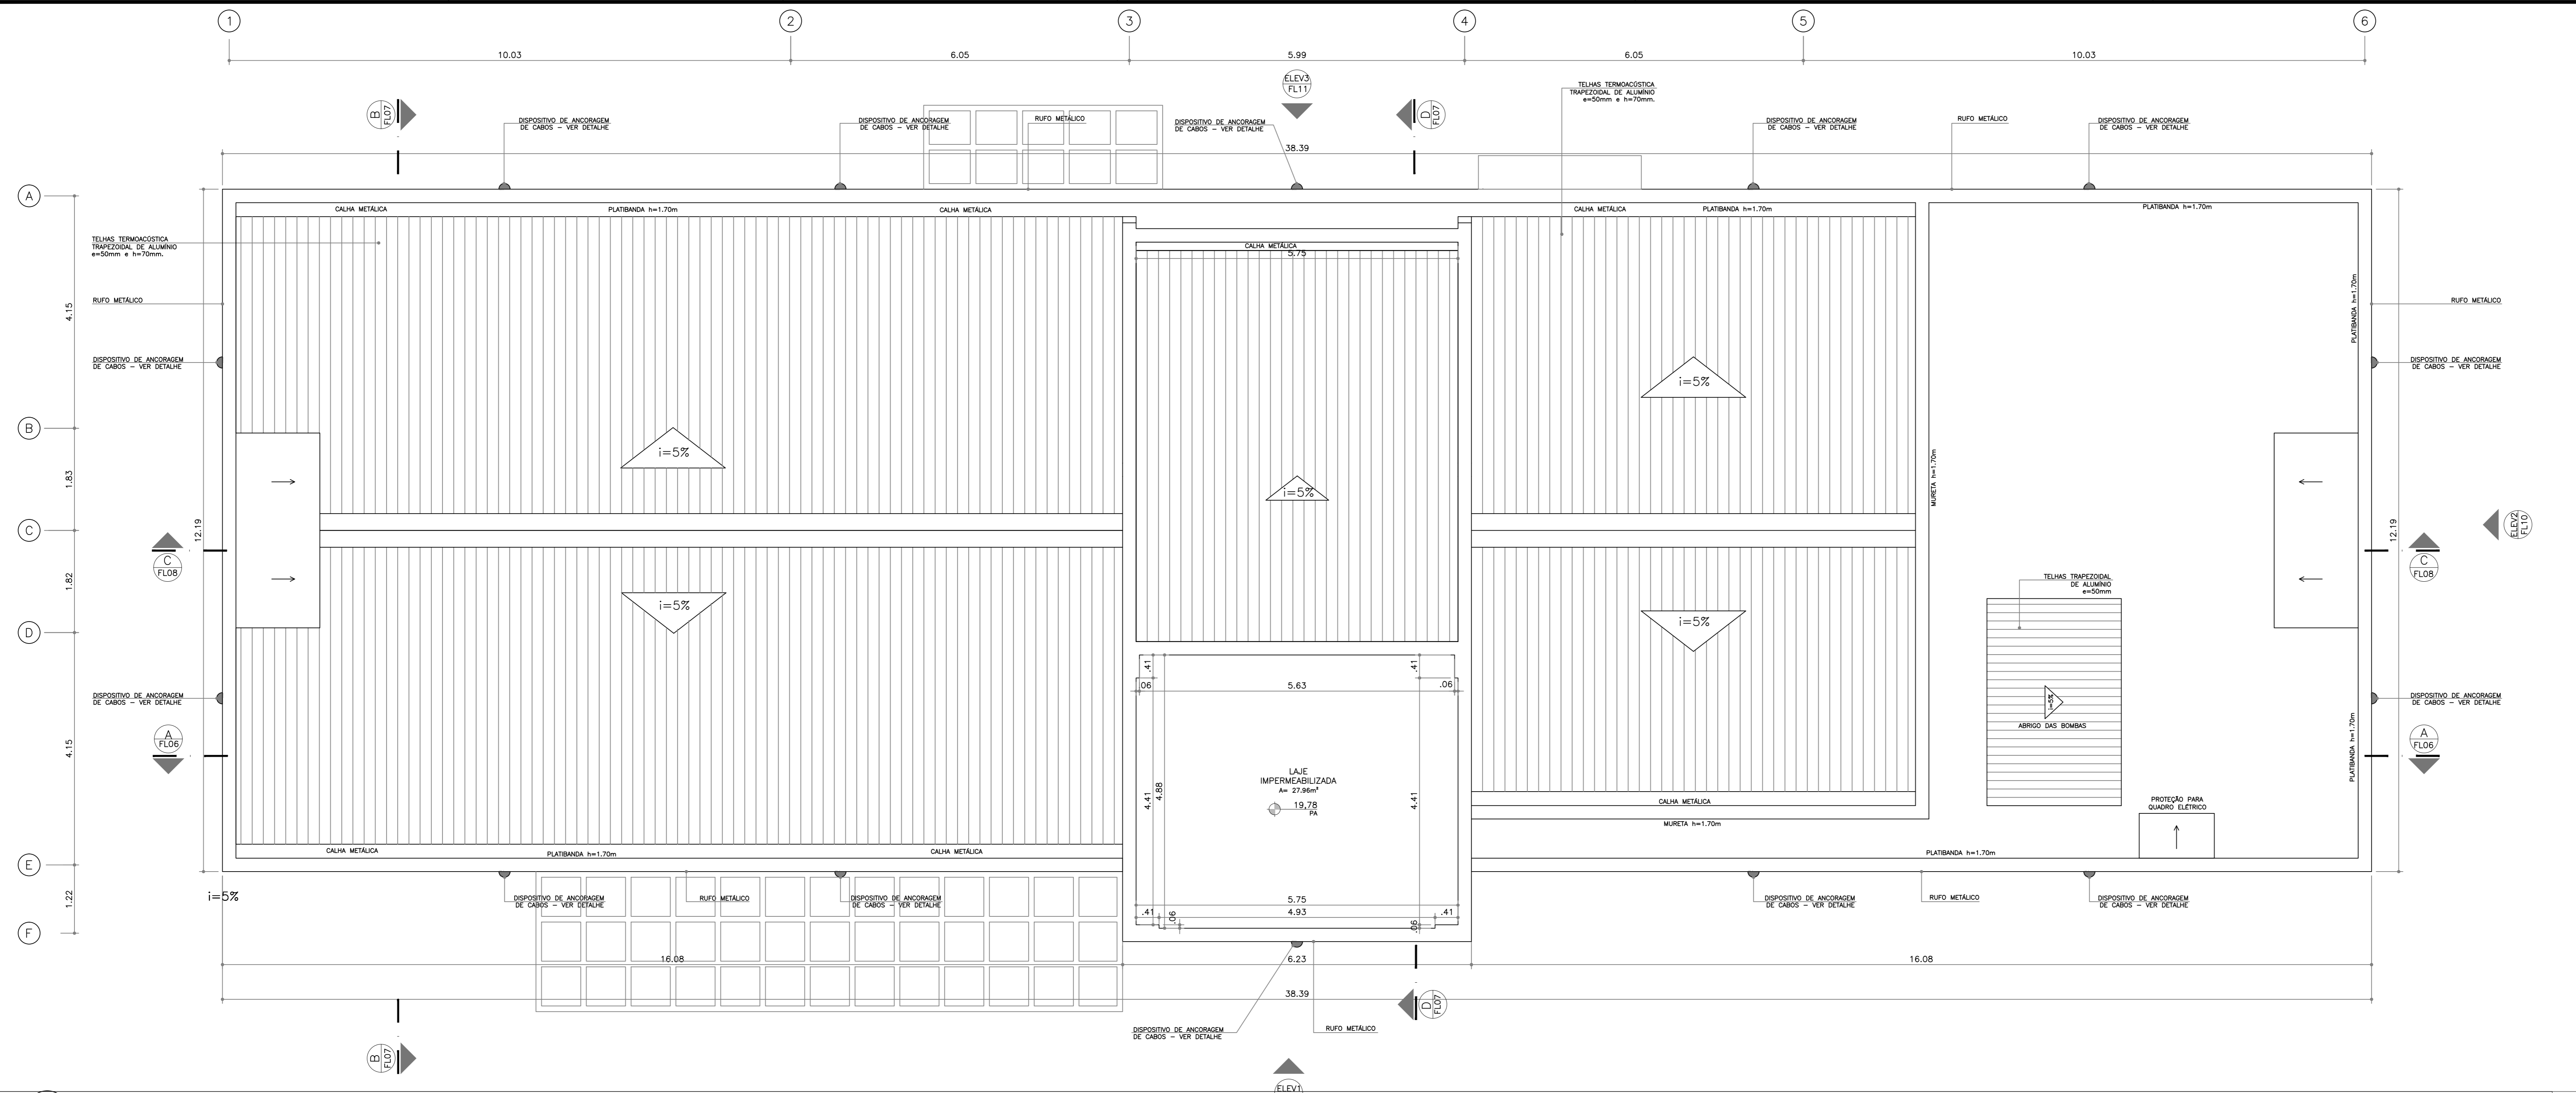 1
2
3
4
5
6
10.03
6.05
5.99
6.05
10.03
ELEV3
FL11
TELHAS TERMOACÚSTICA
TRAPEZOIDAL DE ALUMÍNIO
e=50mm e h=70mm.
B
FL07
D
FL07
DISPOSITIVO DE ANCORAGEM
DE CABOS - VER DETALHE
DISPOSITIVO DE ANCORAGEM
DE CABOS - VER DETALHE
RUFO METÁLICO
DISPOSITIVO DE ANCORAGEM
DE CABOS - VER DETALHE
DISPOSITIVO DE ANCORAGEM
DE CABOS - VER DETALHE
RUFO METÁLICO
DISPOSITIVO DE ANCORAGEM
DE CABOS - VER DETALHE
38.39
A
CALHA METÁLICA
PLATIBANDA h=1.70m
CALHA METÁLICA
CALHA METÁLICA
PLATIBANDA h=1.70m
PLATIBANDA h=1.70m
TELHAS TERMOACÚSTICA
TRAPEZOIDAL DE ALUMÍNIO
e=50mm e h=70mm.
CALHA METÁLICA
5.75
RUFO METÁLICO
4.15
PLATIBANDA h=1.70m
RUFO METÁLICO
DISPOSITIVO DE ANCORAGEM
DE CABOS - VER DETALHE
i=5%
DISPOSITIVO DE ANCORAGEM
DE CABOS - VER DETALHE
B
i=5%
1.83
i=5%
MURETA h=1.70m
C
12.19
12.19
ELEV2
FL10
C
FL08
C
FL08
1.82
i=5%
i=5%
TELHAS TRAPEZOIDAL
DE ALUMÍNIO
e=50mm
D
.41
.41
.06
5.63
.06
DISPOSITIVO DE ANCORAGEM
DE CABOS - VER DETALHE
i=5%
DISPOSITIVO DE ANCORAGEM
DE CABOS - VER DETALHE
ABRIGO DAS BOMBAS
A
FL06
4.15
PLATIBANDA h=1.70m
A
FL06
LAJE
IMPERMEABILIZADA
A= 27.96m²
19,78
PA
4.41
4.88
4.41
CALHA METÁLICA
PROTEÇÃO PARA
QUADRO ELÉTRICO
MURETA h=1.70m
CALHA METÁLICA
PLATIBANDA h=1.70m
CALHA METÁLICA
PLATIBANDA h=1.70m
E
1.22
i=5%
DISPOSITIVO DE ANCORAGEM
DE CABOS - VER DETALHE
RUFO METÁLICO
DISPOSITIVO DE ANCORAGEM
DE CABOS - VER DETALHE
5.75
.41
.06
4.93
.06
.41
DISPOSITIVO DE ANCORAGEM
DE CABOS - VER DETALHE
RUFO METÁLICO
DISPOSITIVO DE ANCORAGEM
DE CABOS - VER DETALHE
F
16.08
6.23
16.08
38.39
D
FL07
DISPOSITIVO DE ANCORAGEM
DE CABOS - VER DETALHE
RUFO METÁLICO
B
FL07
ELEV1